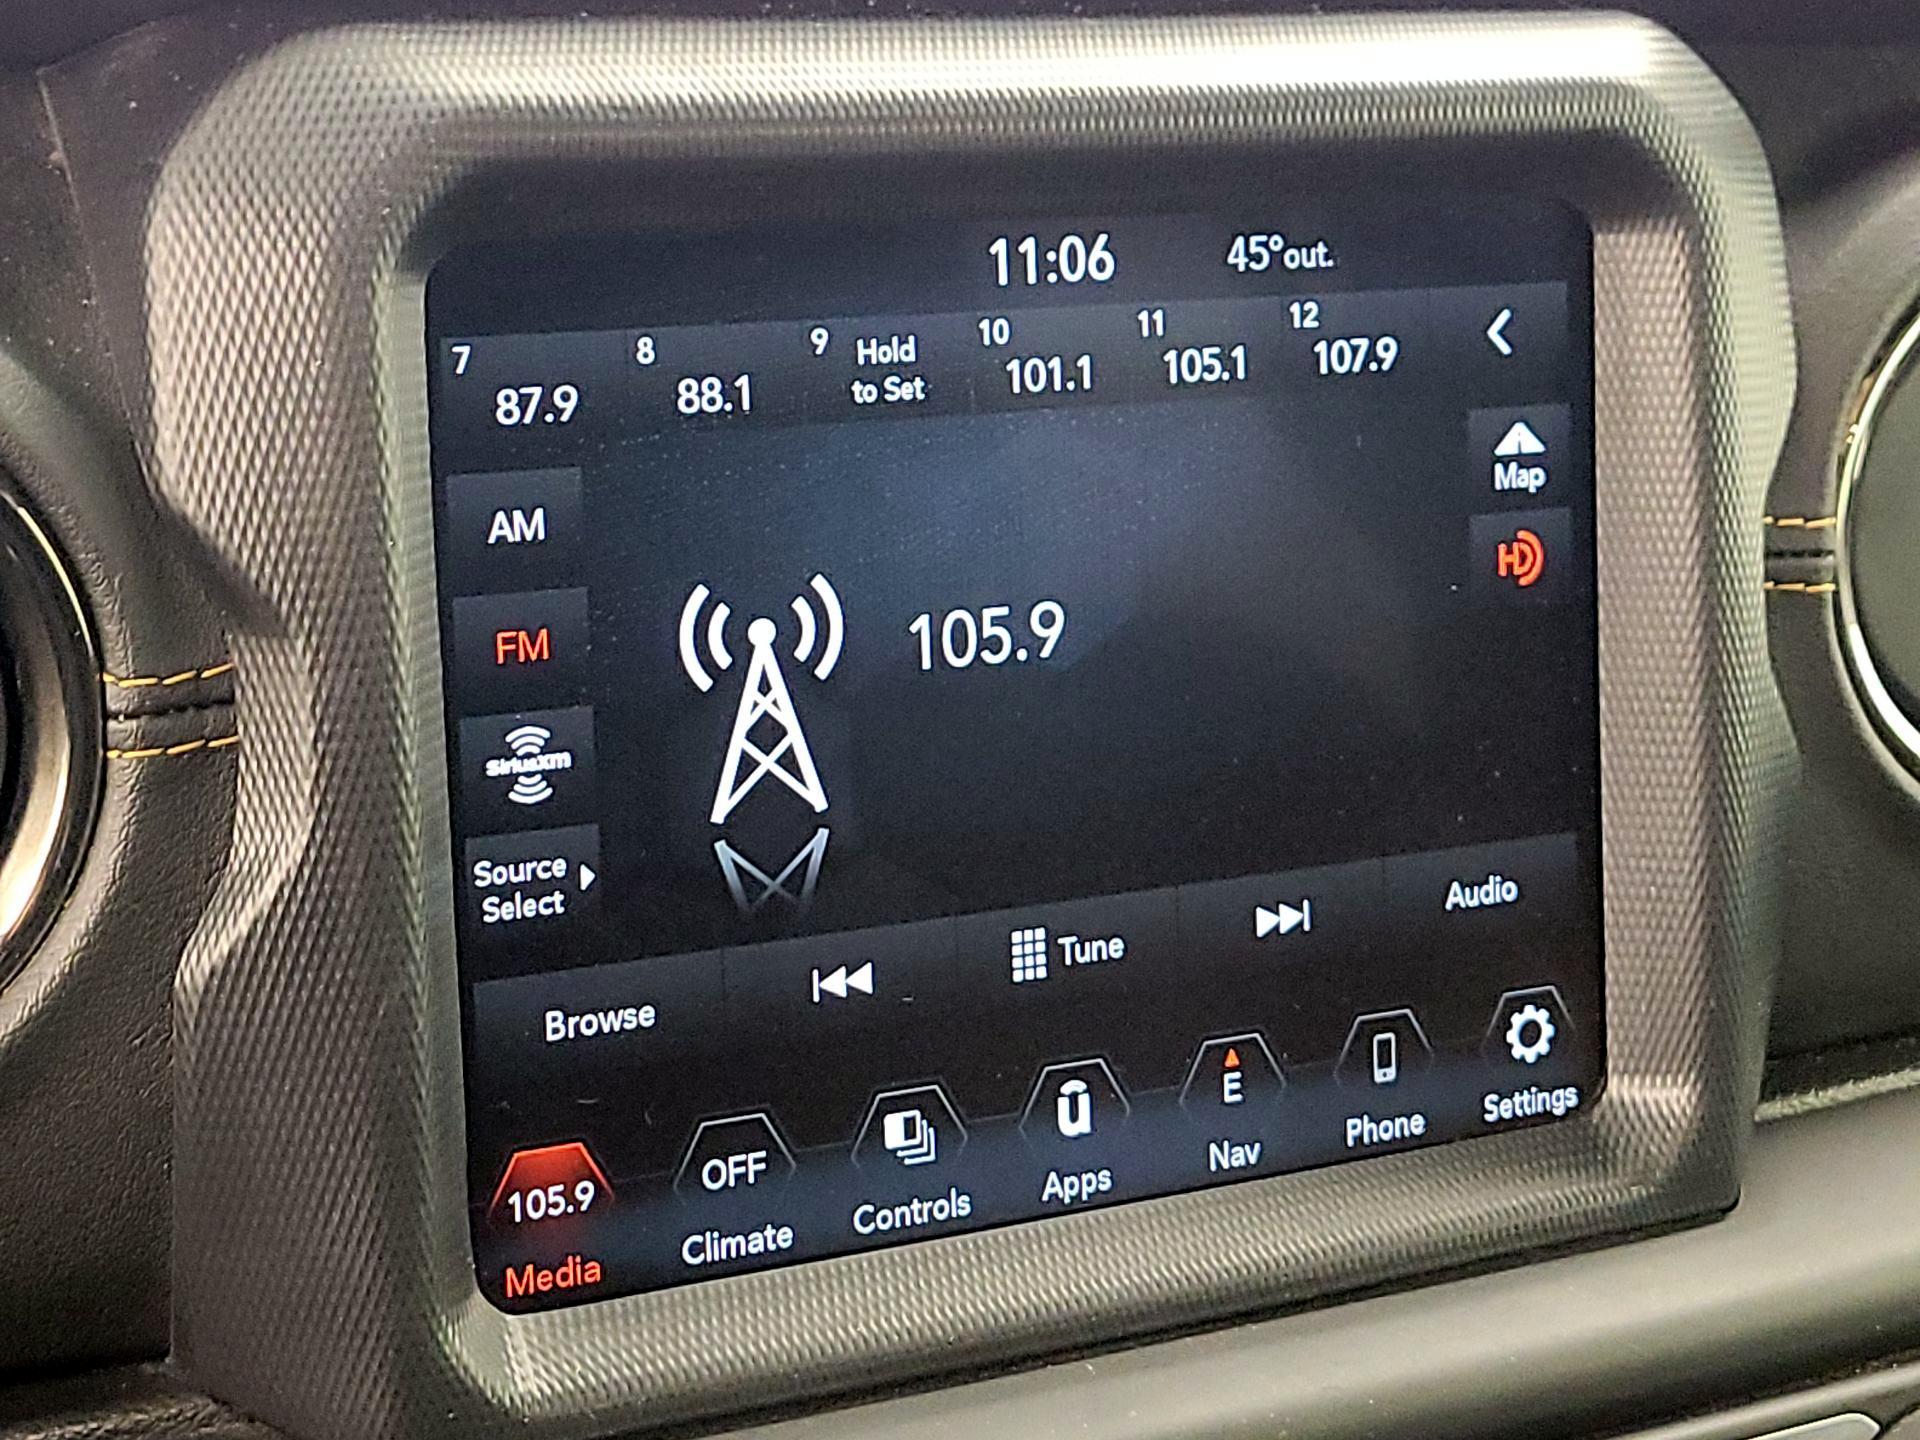 11:06 45°out.
7 87.9 8 88.1 9 Hold to Set 10 101.1 11 105.1 12 107.9
Map
AM
HD
FM
105.9
SiriusXM
Source
Select
Browse Tune Audio
105.9 OFF E
Media Climate Controls Apps Nav Phone Settings